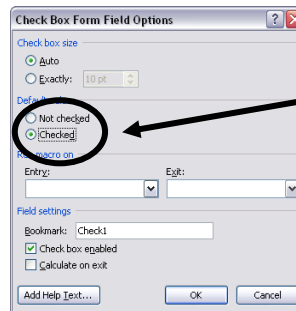 Check Box Form Field Options
Check box size
Auto
Exactly: 10 pt
Not checked
Checked
Entry: Exit:
Field settings
Bookmark: Check1
Check box enabled
Calculate on exit
Add Help Text... OK Cancel